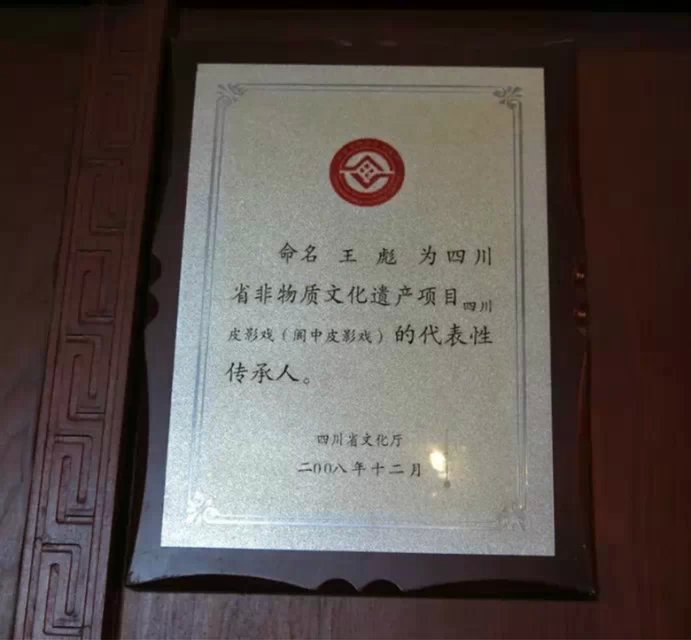 命名 王 彪 为四川
省非物质文化遗产项目四川
皮影戏（阆中皮影戏）的代表性
传承人。
四川省文化厅
二00八年十二月